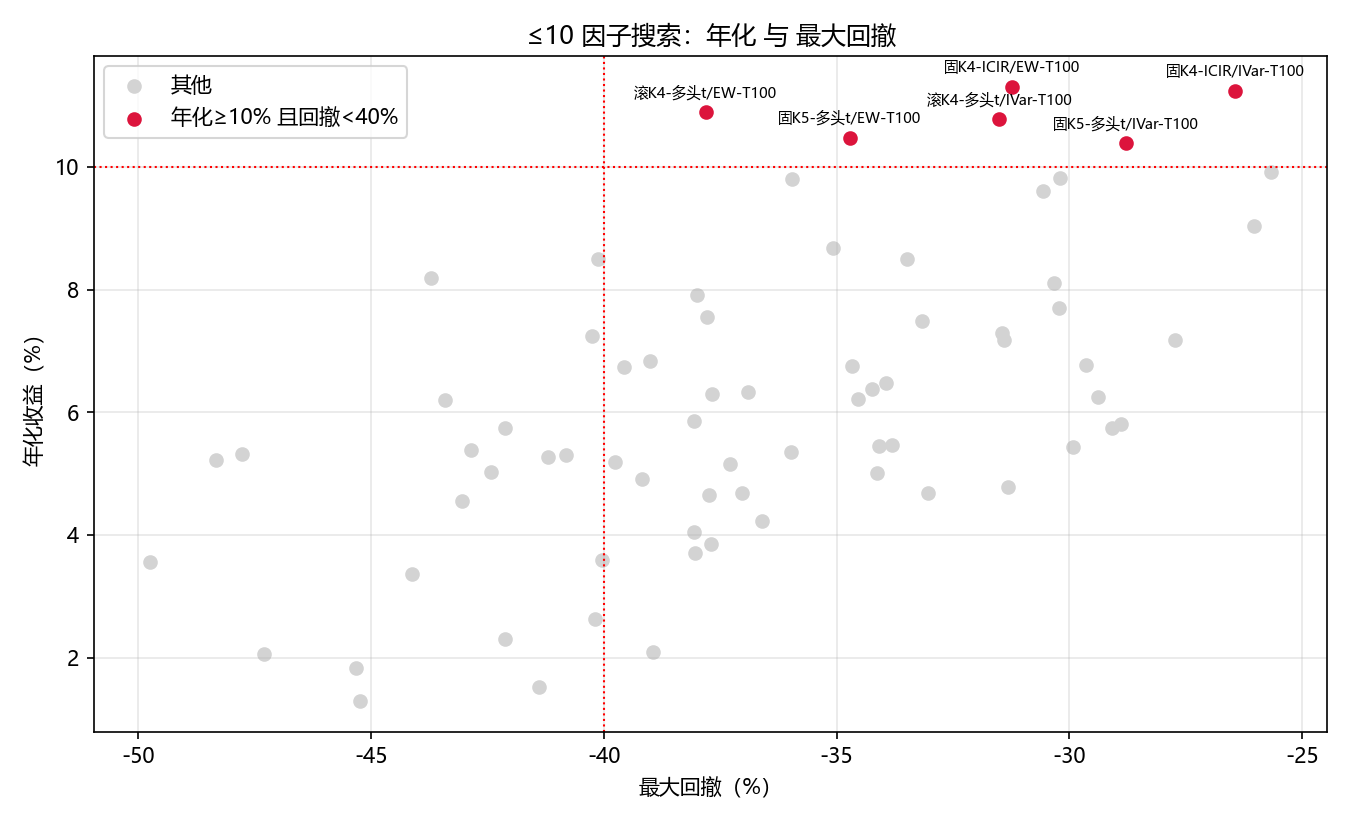 ≤10 因子搜索：年化 与 最大回撤
其他
年化≥10% 且回撤<40%
固K4-ICIR/EW-T100
固K4-ICIR/IVar-T100
滚K4-多头t/EW-T100
滚K4-多头t/IVar-T100
固K5-多头t/EW-T100
固K5-多头t/IVar-T100
年化收益（%）
10
8
6
4
2
-50
-45
-40
-35
-30
-25
最大回撤（%）